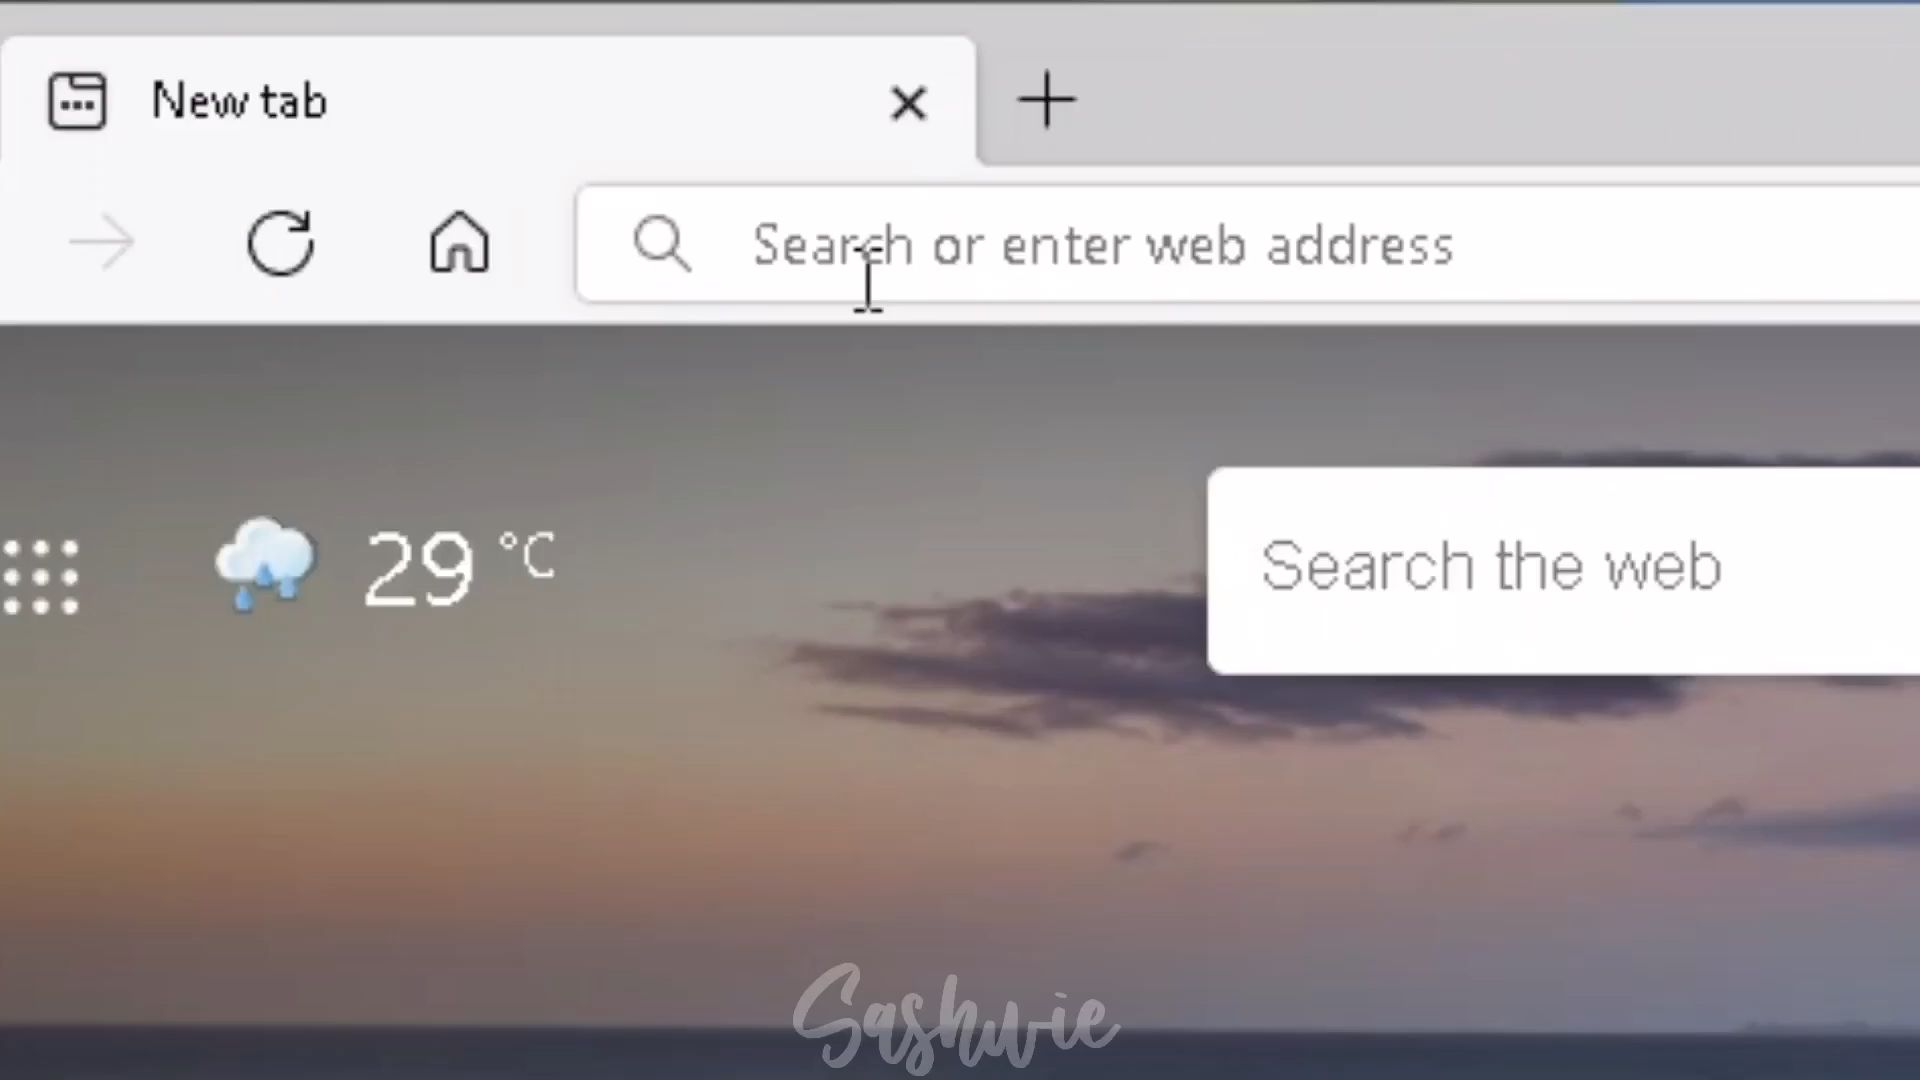 New tab
Search or enter web address
29 °C
Search the web
Sashwie